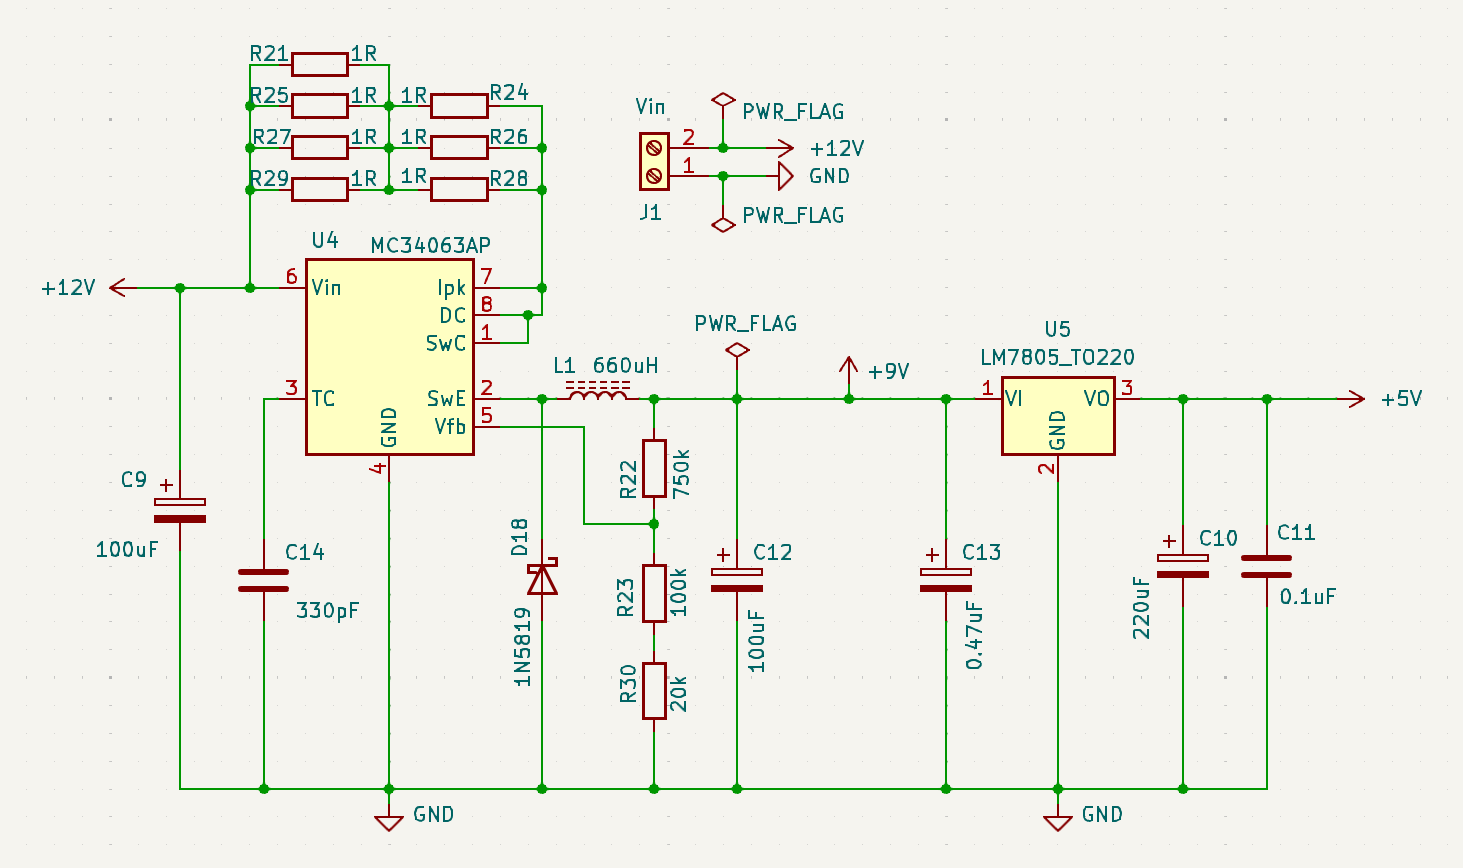 R21 1R
R25 1R 1R R24
R27 1R 1R R26
R29 1R 1R R28
Vin
PWR_FLAG
2
+12V
1
GND
J1
PWR_FLAG
U4 MC34063AP
+12V
6 Vin Ipk 7
DC 8
SwC 1
3 TC SwE 2
Vfb 5
GND
4
L1 660uH
PWR_FLAG
+9V
U5
LM7805_TO220
1 VI VO 3
GND
2
+5V
C9 +
100uF
C14
330pF
D18
1N5819
R22
750k
R23
100k
R30
20k
+ C12
100uF
+ C13
0.47uF
+ C10
220uF
C11
0.1uF
GND
GND